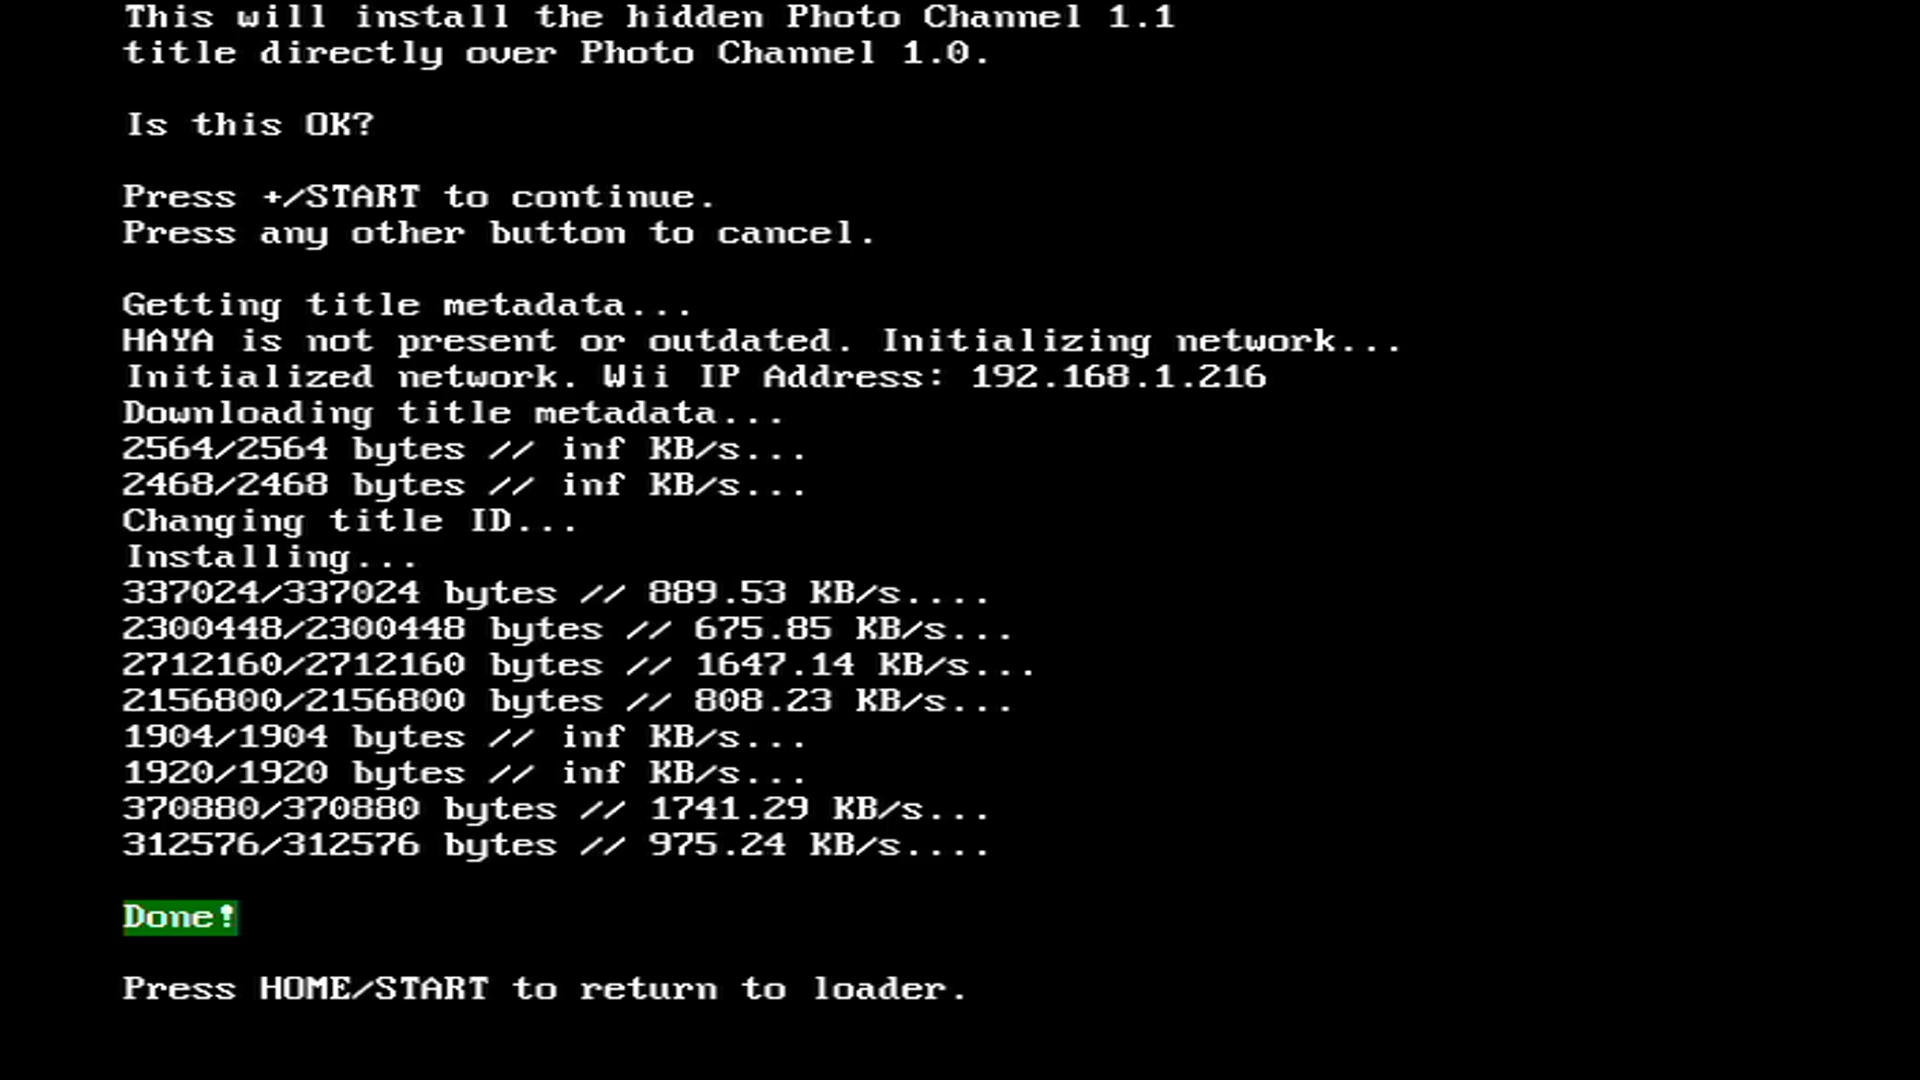 This will install the hidden Photo Channel 1.1
title directly over Photo Channel 1.0.
Is this OK?
Press +/START to continue.
Press any other button to cancel.
Getting title metadata...
HAYA is not present or outdated. Initializing network...
Initialized network. Wii IP Address: 192.168.1.216
Downloading title metadata...
2564/2564 bytes // inf KB/s...
2468/2468 bytes // inf KB/s...
Changing title ID...
Installing...
337024/337024 bytes // 889.53 KB/s....
2300448/2300448 bytes // 675.85 KB/s...
2712160/2712160 bytes // 1647.14 KB/s...
2156800/2156800 bytes // 808.23 KB/s...
1904/1904 bytes // inf KB/s...
1920/1920 bytes // inf KB/s...
370880/370880 bytes // 1741.29 KB/s...
312576/312576 bytes // 975.24 KB/s....
Done!
Press HOME/START to return to loader.